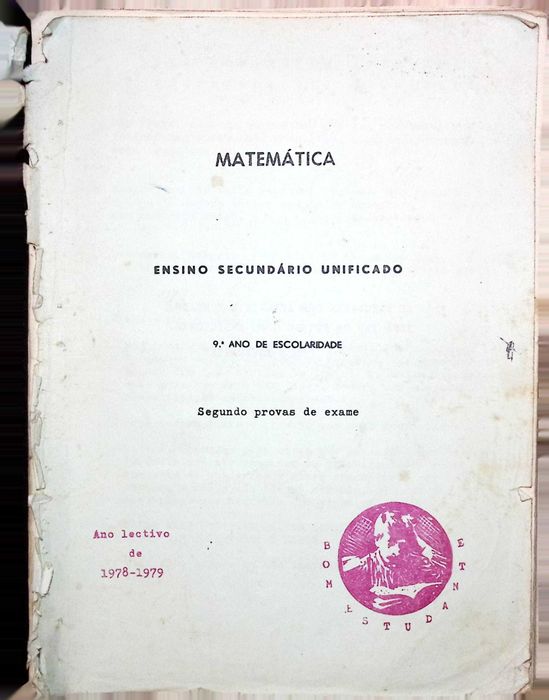 MATEMÁTICA
ENSINO SECUNDÁRIO UNIFICADO
9.º ANO DE ESCOLARIDADE
Segundo provas de exame
Ano lectivo
de
1978-1979
BOM ESTUDANTE